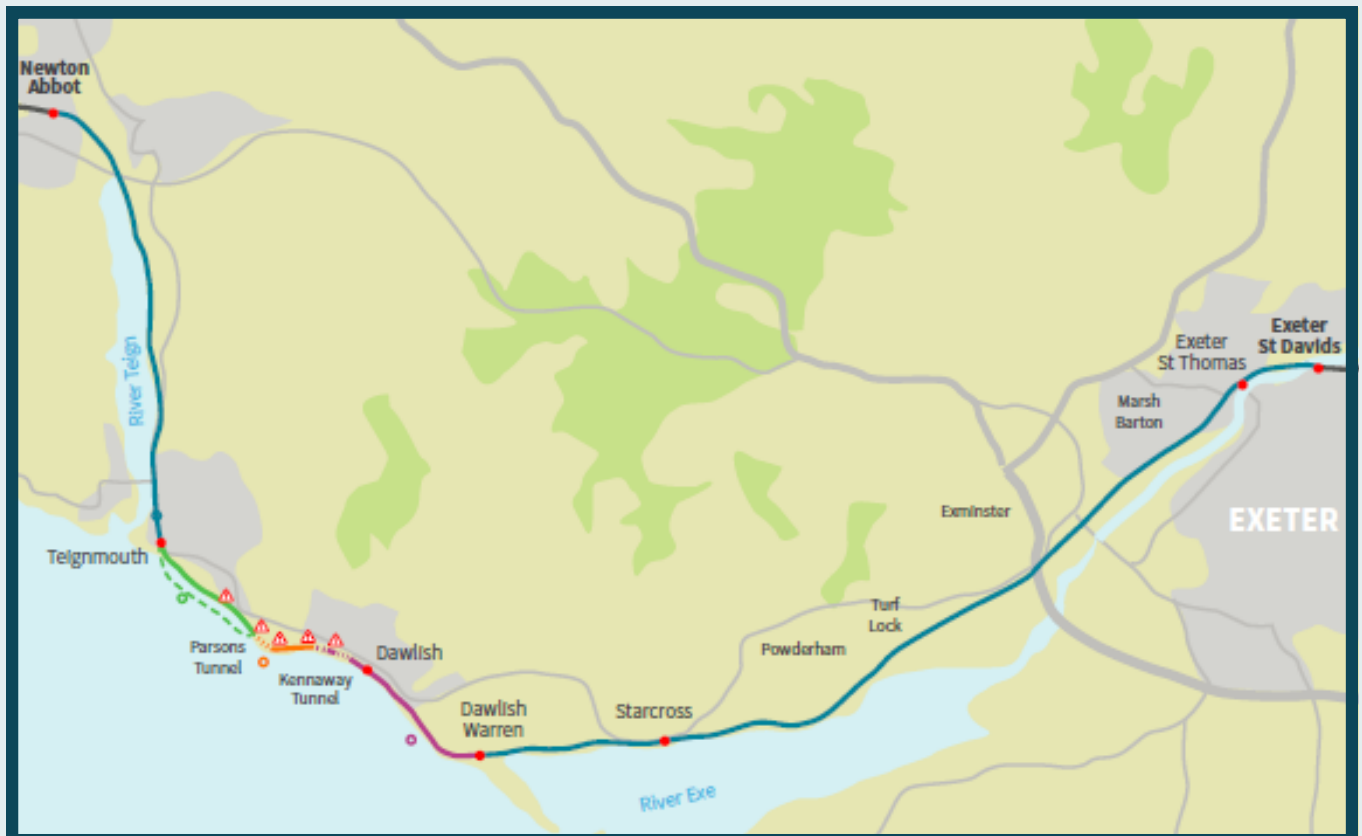 Newton
Abbot
River Teign
Exeter
St Davids
Exeter
St Thomas
Marsh
Barton
Exminster
EXETER
Teignmouth
Turf
Lock
Parsons
Tunnel
Dawlish
Powderham
Kennaway
Tunnel
Dawlish
Warren
Starcross
River Exe